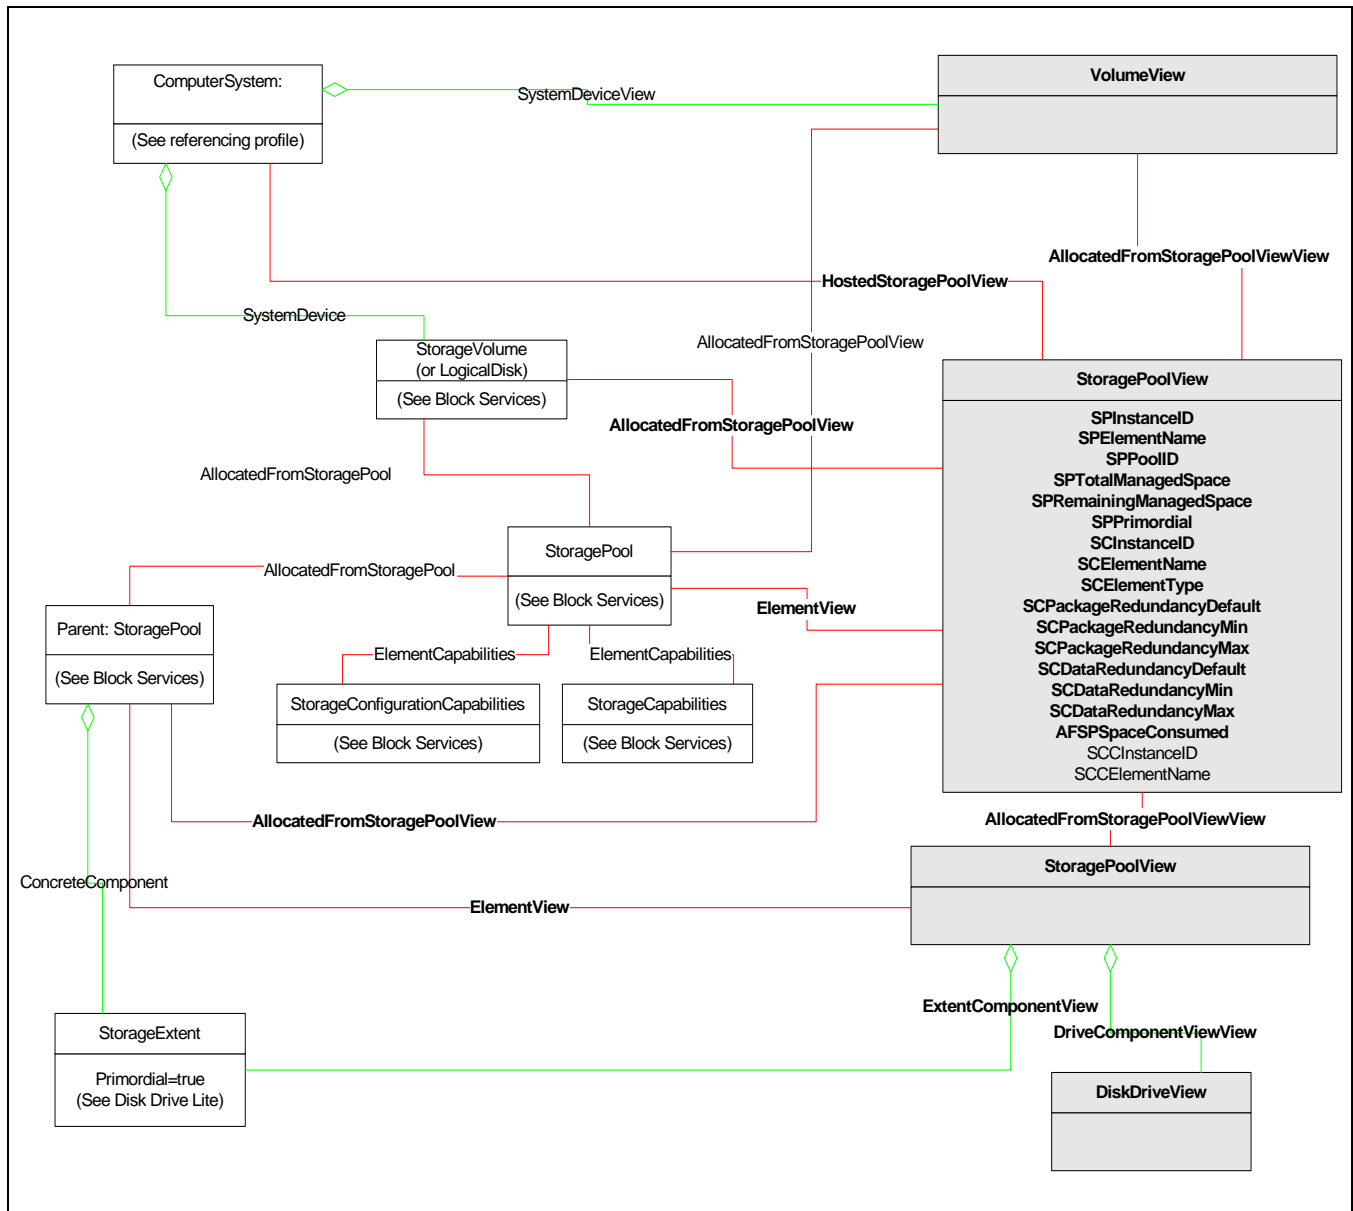 ComputerSystem:
(See referencing profile)
SystemDeviceView
VolumeView
AllocatedFromStoragePoolViewView
HostedStoragePoolView
SystemDevice
StorageVolume
(or LogicalDisk)
(See Block Services)
AllocatedFromStoragePoolView
AllocatedFromStoragePoolView
AllocatedFromStoragePool
StoragePoolView
SPInstanceID
SPElementName
SPPoolID
SPTotalManagedSpace
SPRemainingManagedSpace
SPPrimordial
SCInstanceID
SCElementName
SCElementType
SCPackageRedundancyDefault
SCPackageRedundancyMin
SCPackageRedundancyMax
SCDataRedundancyDefault
SCDataRedundancyMin
SCDataRedundancyMax
AFSPSpaceConsumed
SCCInstanceID
SCCElementName
StoragePool
(See Block Services)
AllocatedFromStoragePool
ElementView
Parent: StoragePool
(See Block Services)
ElementCapabilities
ElementCapabilities
StorageConfigurationCapabilities
(See Block Services)
StorageCapabilities
(See Block Services)
AllocatedFromStoragePoolView
AllocatedFromStoragePoolViewView
StoragePoolView
ConcreteComponent
ElementView
ExtentComponentView
DriveComponentViewView
StorageExtent
Primordial=true
(See Disk Drive Lite)
DiskDriveView